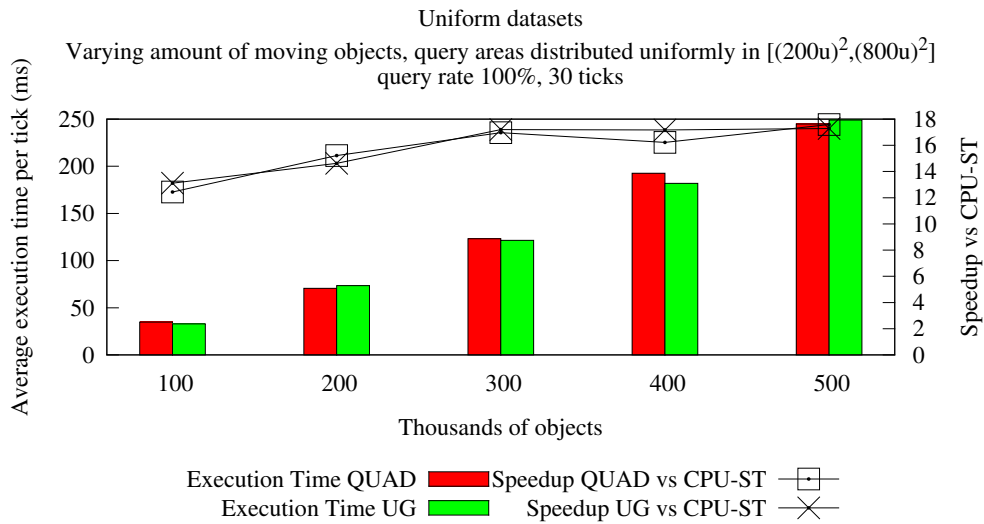 Uniform datasets
Varying amount of moving objects, query areas distributed uniformly in [(200u)²,(800u)²]
query rate 100%, 30 ticks
Average execution time per tick (ms)
250
200
150
100
50
0
18
16
14
12
10
8
6
4
2
0
Speedup vs CPU-ST
100 200 300 400 500
Thousands of objects
Execution Time QUAD Speedup QUAD vs CPU-ST
Execution Time UG Speedup UG vs CPU-ST